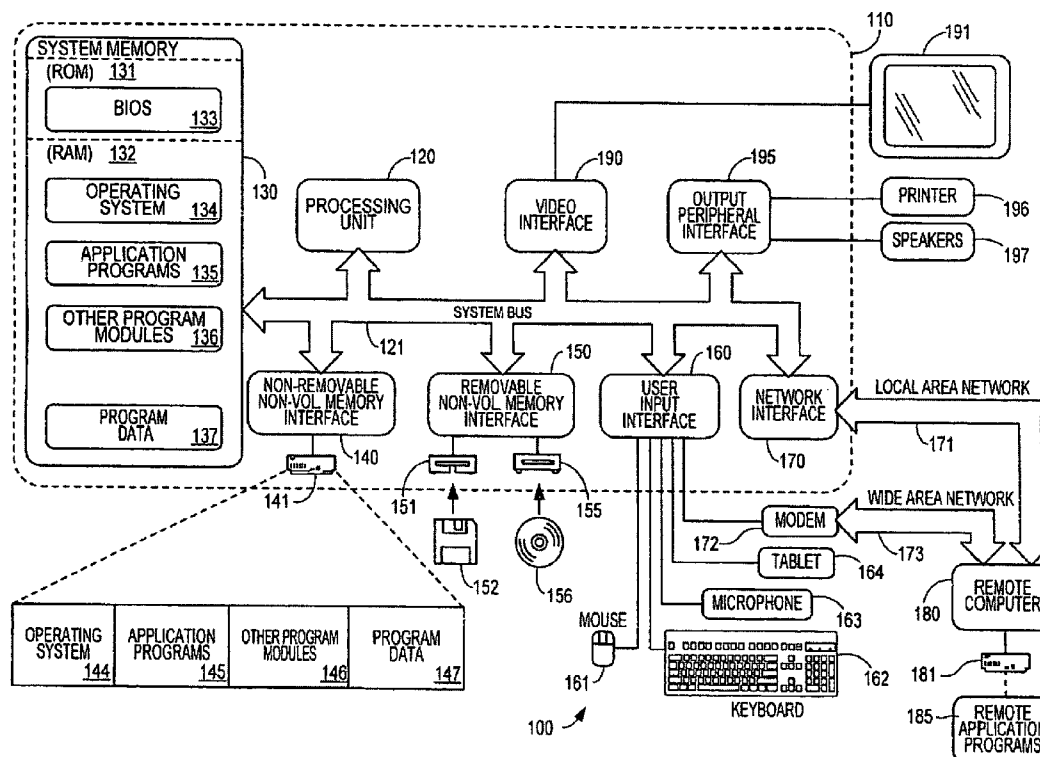 SYSTEM MEMORY
(ROM) 131
BIOS
133
(RAM) 132
OPERATING
SYSTEM
134
APPLICATION
PROGRAMS
135
OTHER PROGRAM
MODULES
136
PROGRAM
DATA
137
130
120
PROCESSING
UNIT
190
VIDEO
INTERFACE
195
OUTPUT
PERIPHERAL
INTERFACE
110
191
PRINTER
196
SPEAKERS
197
SYSTEM BUS
121
NON-REMOVABLE
NON-VOL MEMORY
INTERFACE
140
150
REMOVABLE
NON-VOL MEMORY
INTERFACE
160
USER
INPUT
INTERFACE
NETWORK
INTERFACE
170
LOCAL AREA NETWORK
171
141
151
155
152
156
WIDE AREA NETWORK
MODEM
172
173
TABLET
164
MICROPHONE
163
MOUSE
161
162
KEYBOARD
100
REMOTE
COMPUTER
180
181
185
REMOTE
APPLICATION
PROGRAMS
OPERATING
SYSTEM
144
APPLICATION
PROGRAMS
145
OTHER PROGRAM
MODULES
146
PROGRAM
DATA
147